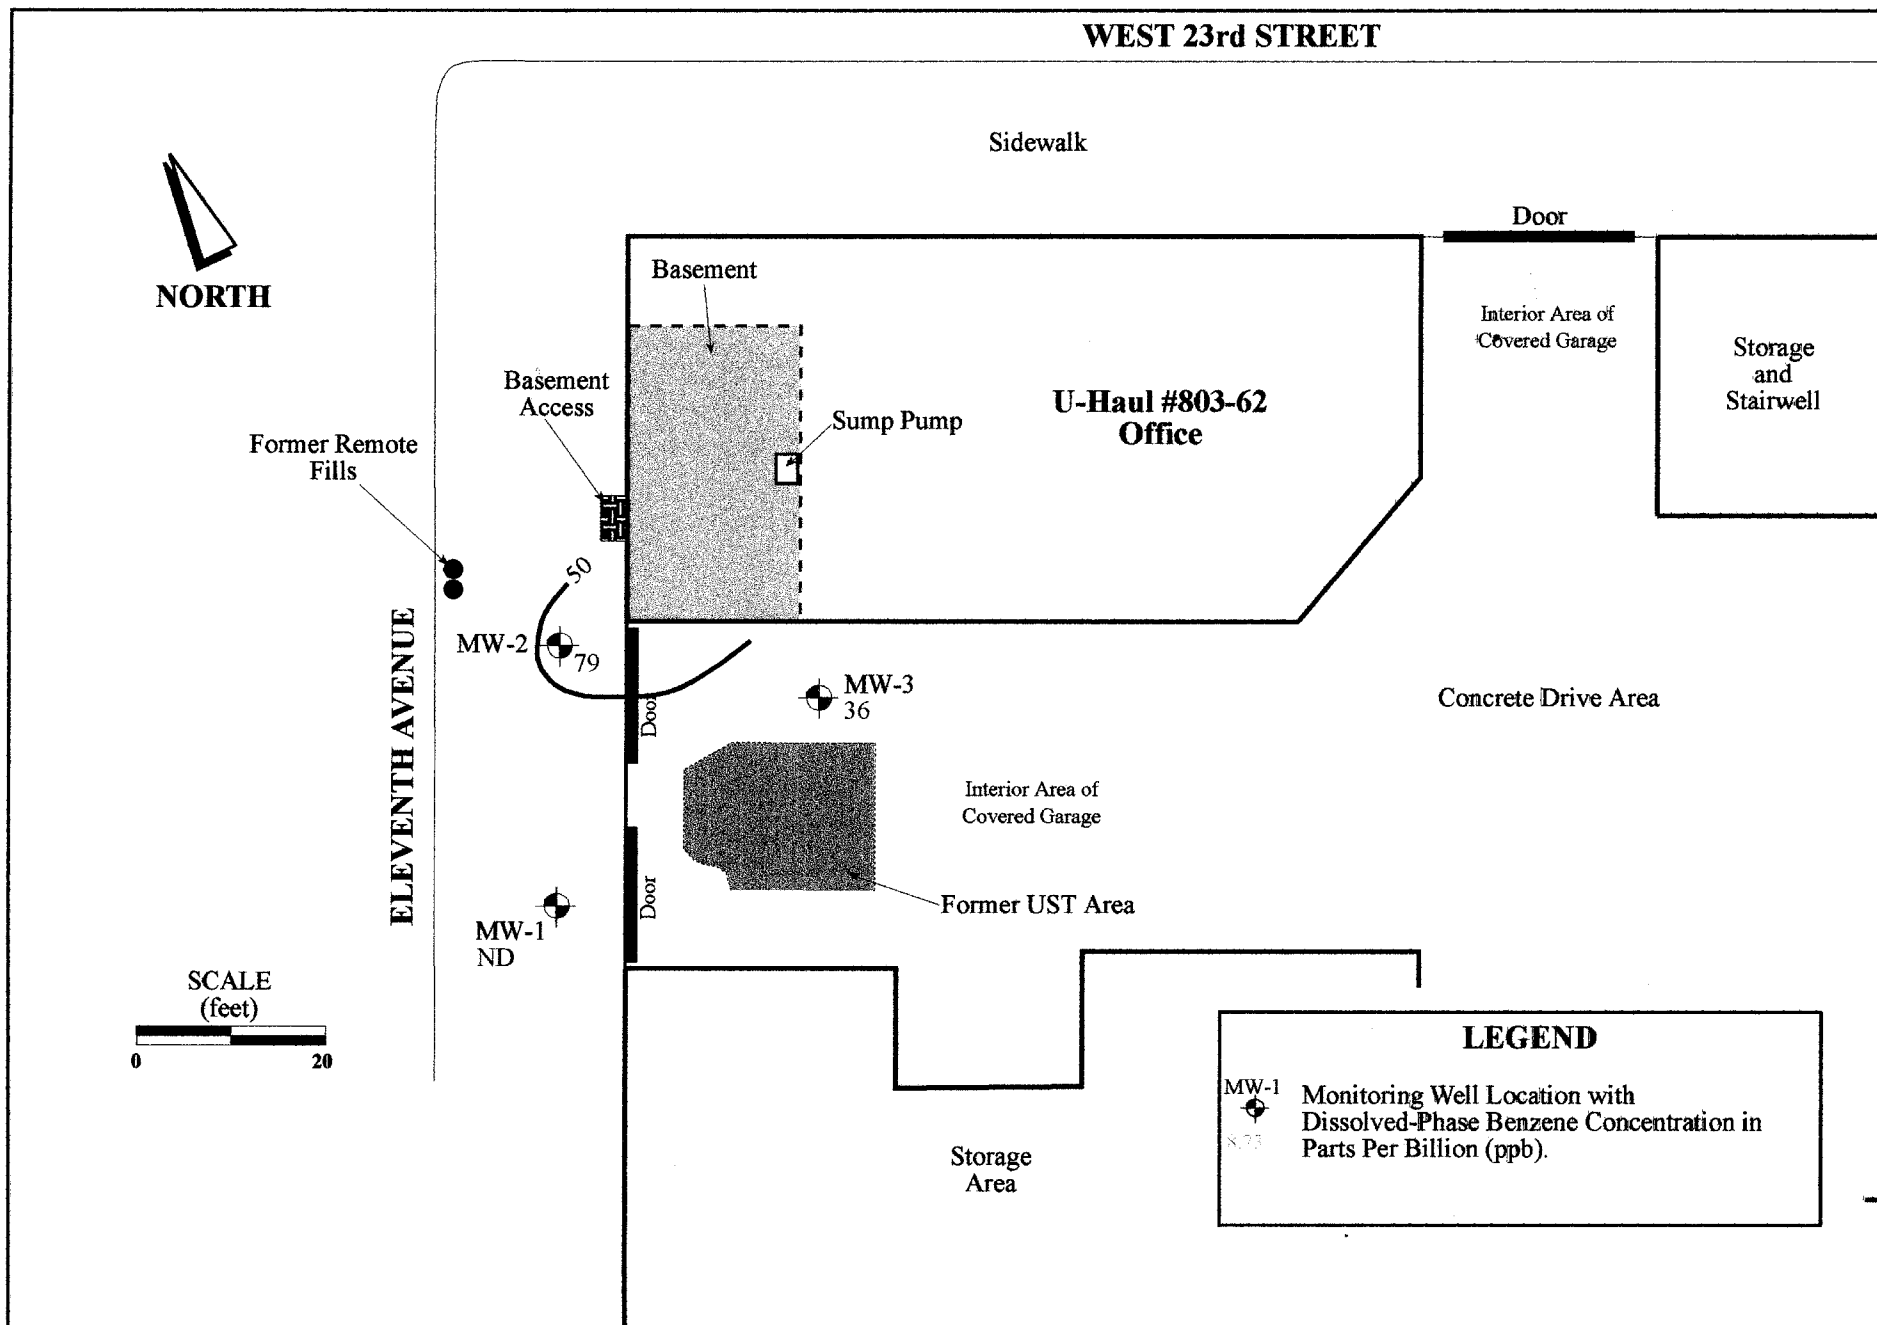 WEST 23rd STREET
Sidewalk
Door
NORTH
Basement
Interior Area of
Covered Garage
Storage
and
Stairwell
Basement
Access
U-Haul #803-62
Office
Sump Pump
Former Remote
Fills
50
MW-2
79
ELEVENTH AVENUE
MW-3
36
Door
Concrete Drive Area
Interior Area of
Covered Garage
Door
Former UST Area
MW-1
ND
SCALE
(feet)
0
20
LEGEND
MW-1
Monitoring Well Location with
Dissolved-Phase Benzene Concentration in
Parts Per Billion (ppb).
Storage
Area